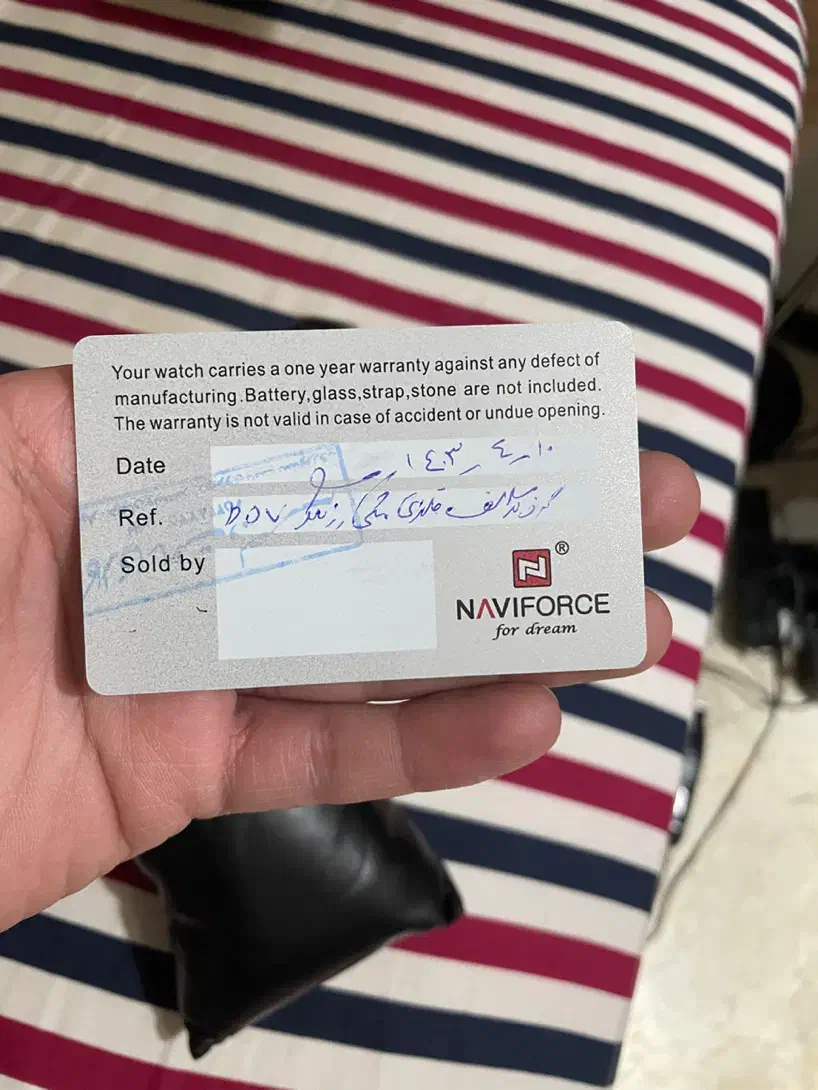 Your watch carries a one year warranty against any defect of
manufacturing.Battery,glass,strap,stone are not included.
The warranty is not valid in case of accident or undue opening.
Date ۱۴۰۳ - ۴ - ۱۰
Ref. مشکی
Sold by
®
NAVIFORCE
for dream